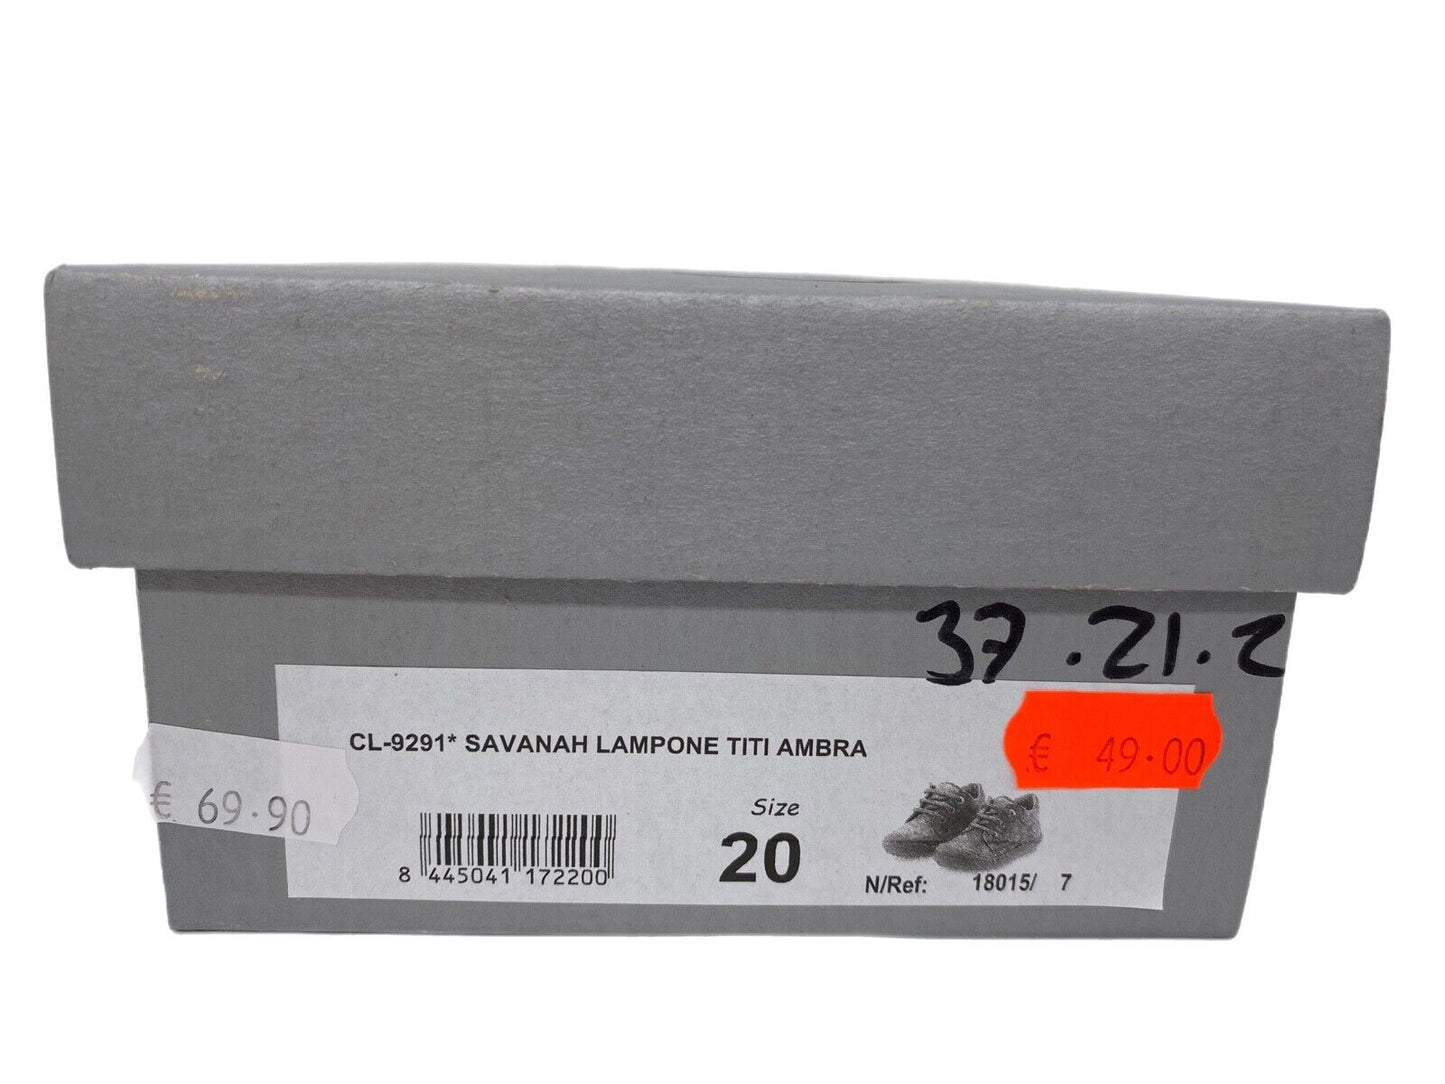 37.21.2
€ 49.00
CL-9291* SAVANAH LAMPONE TITI AMBRA
€ 69.90
Size
20
8 445041 172200
N/Ref: 18015/ 7